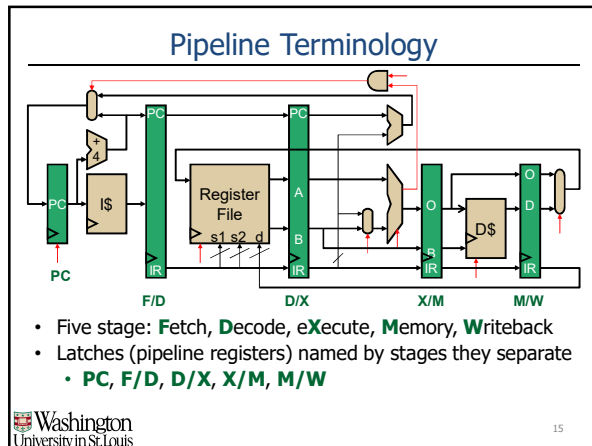 Pipeline Terminology
PC
PC
+
4
PC
I$
Register
File
s1 s2 d
A
B
O
B
D$
O
D
IR
IR
IR
IR
PC
F/D
D/X
X/M
M/W
• Five stage: Fetch, Decode, eXecute, Memory, Writeback
• Latches (pipeline registers) named by stages they separate
• PC, F/D, D/X, X/M, M/W
Washington
University in St.Louis
15